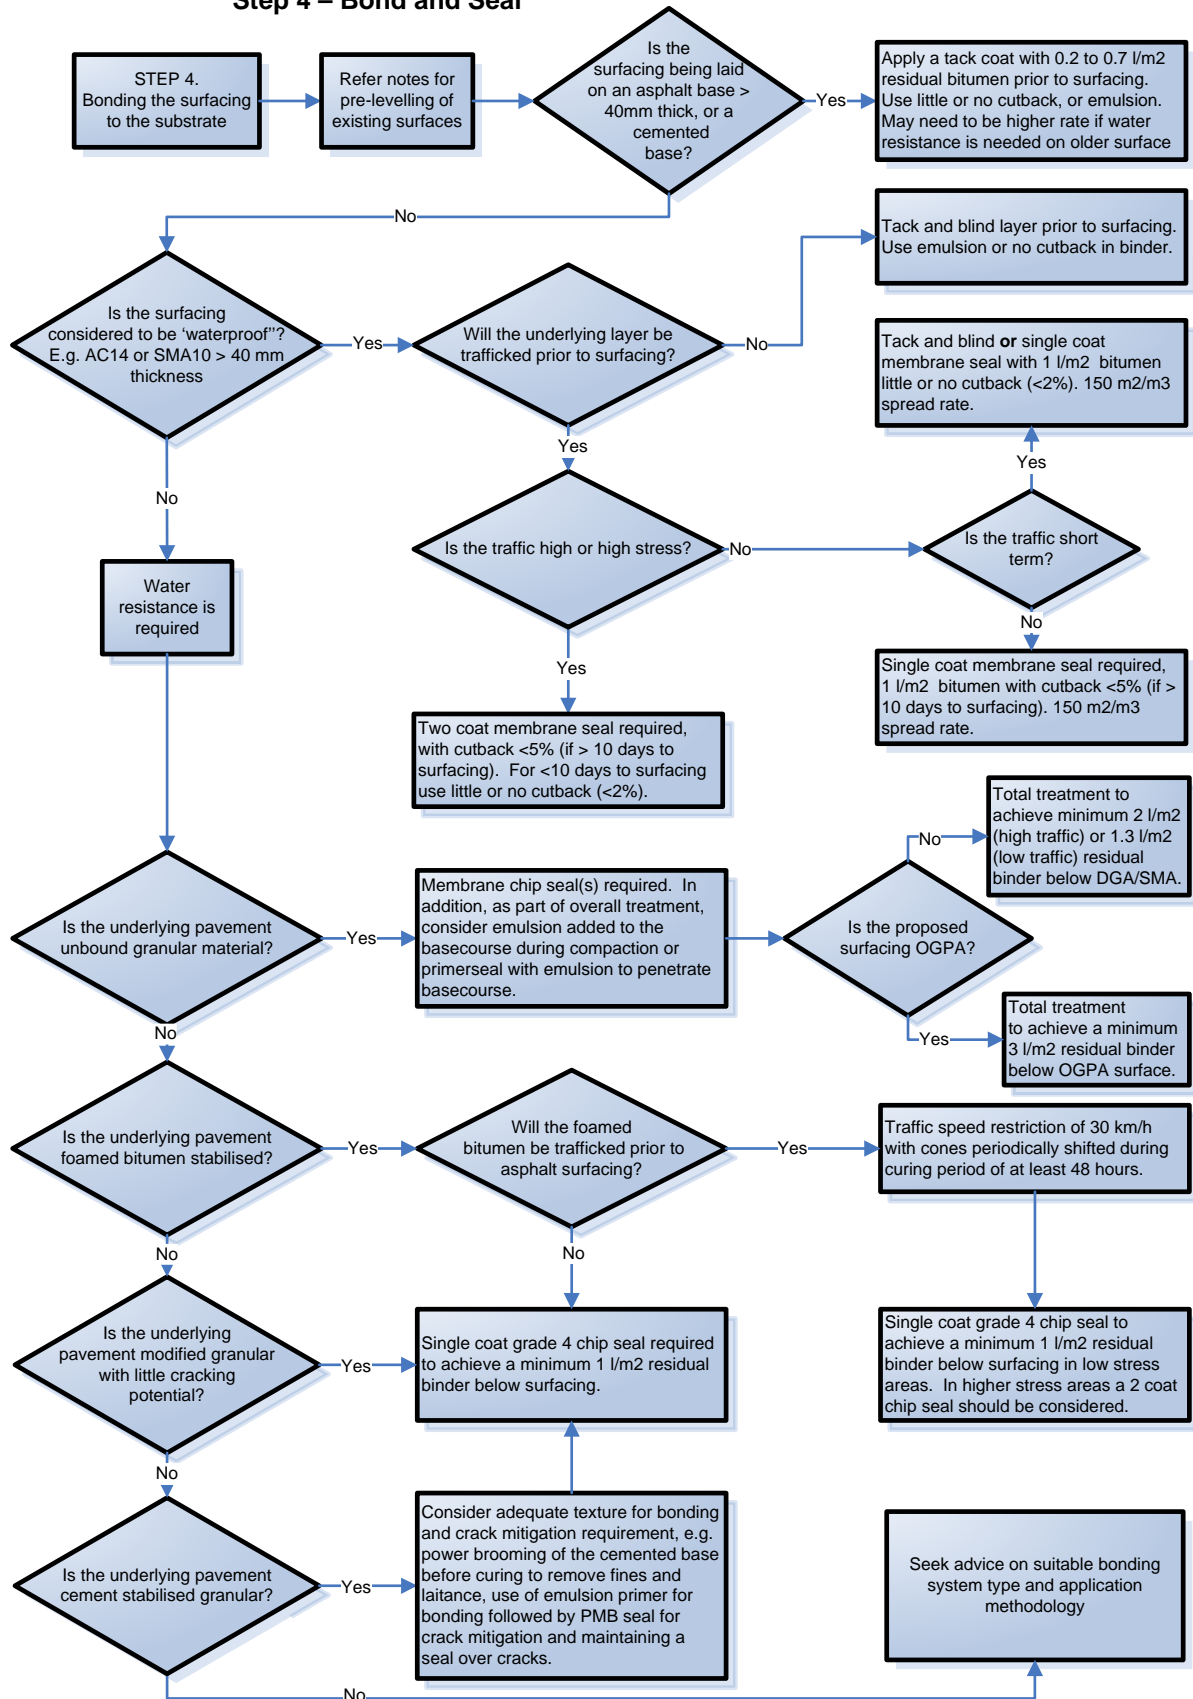 Step 4 – Bond and Seal
STEP 4.
Bonding the surfacing
to the substrate
Refer notes for
pre-levelling of
existing surfaces
Is the
surfacing being laid
on an asphalt base >
40mm thick, or a
cemented
base?
Yes
Apply a tack coat with 0.2 to 0.7 l/m2
residual bitumen prior to surfacing.
Use little or no cutback, or emulsion.
May need to be higher rate if water
resistance is needed on older surface
No
Is the surfacing
considered to be ‘waterproof”?
E.g. AC14 or SMA10 > 40 mm
thickness
Yes
Will the underlying layer be
trafficked prior to surfacing?
No
Tack and blind layer prior to surfacing.
Use emulsion or no cutback in binder.
Yes
No
Is the traffic high or high stress?
No
Is the traffic short
term?
Yes
Tack and blind or single coat
membrane seal with 1 l/m2  bitumen
little or no cutback (<2%). 150 m2/m3
spread rate.
No
Single coat membrane seal required,
1 l/m2  bitumen with cutback <5% (if >
10 days to surfacing). 150 m2/m3
spread rate.
Yes
Two coat membrane seal required,
with cutback <5% (if > 10 days to
surfacing).  For <10 days to surfacing
use little or no cutback (<2%).
Water
resistance is
required
Is the underlying pavement
unbound granular material?
Yes
Membrane chip seal(s) required.  In
addition, as part of overall treatment,
consider emulsion added to the
basecourse during compaction or
primerseal with emulsion to penetrate
basecourse.
Is the proposed
surfacing OGPA?
No
Total treatment to
achieve minimum 2 l/m2
(high traffic) or 1.3 l/m2
(low traffic) residual
binder below DGA/SMA.
Yes
Total treatment
to achieve a minimum
3 l/m2 residual binder
below OGPA surface.
No
Is the underlying pavement
foamed bitumen stabilised?
Yes
Will the foamed
bitumen be trafficked prior to
asphalt surfacing?
Yes
Traffic speed restriction of 30 km/h
with cones periodically shifted during
curing period of at least 48 hours.
No
No
Is the underlying
pavement modified granular
with little cracking
potential?
Yes
Single coat grade 4 chip seal required
to achieve a minimum 1 l/m2 residual
binder below surfacing.
Single coat grade 4 chip seal to
achieve a minimum 1 l/m2 residual
binder below surfacing in low stress
areas.  In higher stress areas a 2 coat
chip seal should be considered.
No
Is the underlying pavement
cement stabilised granular?
Yes
Consider adequate texture for bonding
and crack mitigation requirement, e.g.
power brooming of the cemented base
before curing to remove fines and
laitance, use of emulsion primer for
bonding followed by PMB seal for
crack mitigation and maintaining a
seal over cracks.
Seek advice on suitable bonding
system type and application
methodology
No